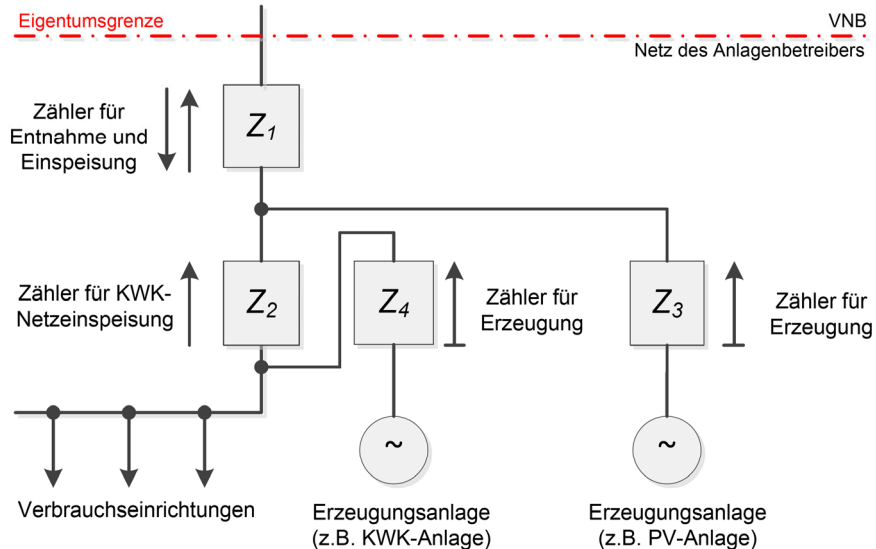 Eigentumsgrenze
VNB
Netz des Anlagenbetreibers
Zähler für
Entnahme und
Einspeisung
Z1
Zähler für KWK-
Netzeinspeisung
Z2
Z4
Zähler für
Erzeugung
Z3
Zähler für
Erzeugung
~
~
Verbrauchseinrichtungen
Erzeugungsanlage
(z.B. KWK-Anlage)
Erzeugungsanlage
(z.B. PV-Anlage)